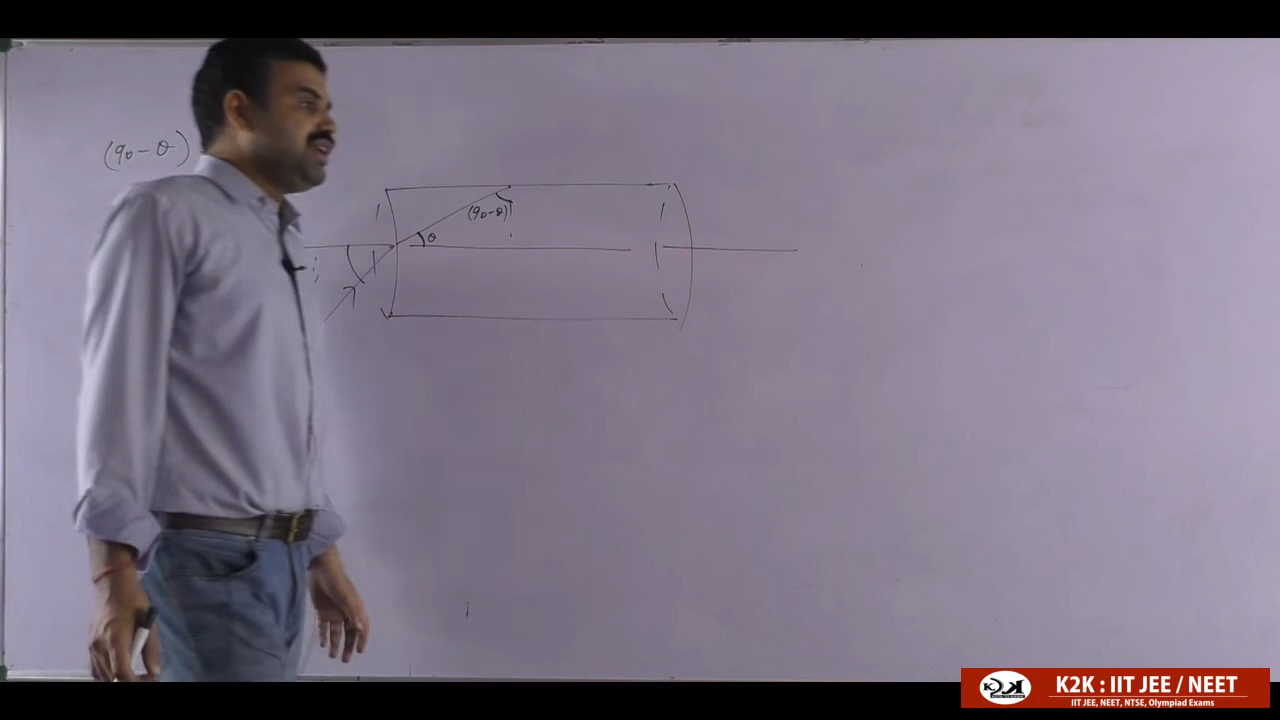 (90-θ)
(90-θ)
θ
i
K2K : IIT JEE / NEET
IIT JEE, NEET, NTSE, Olympiad Exams